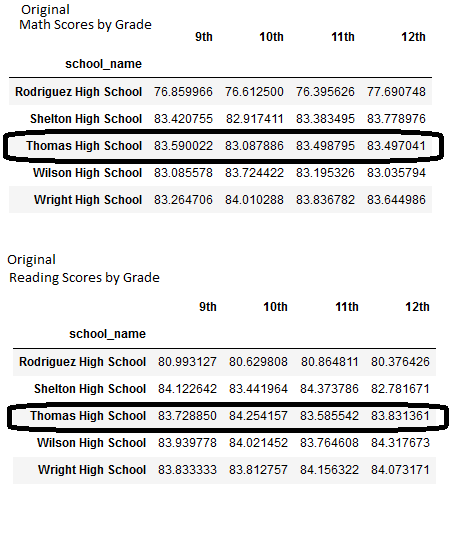 Original
Math Scores by Grade
9th 10th 11th 12th
school_name
Rodriguez High School 76.859966 76.612500 76.395626 77.690748
Shelton High School 83.420755 82.917411 83.383495 83.778976
Thomas High School 83.590022 83.087886 83.498795 83.497041
Wilson High School 83.085578 83.724422 83.195326 83.035794
Wright High School 83.264706 84.010288 83.836782 83.644986
Original
Reading Scores by Grade
9th 10th 11th 12th
school_name
Rodriguez High School 80.993127 80.629808 80.864811 80.376426
Shelton High School 84.122642 83.441964 84.373786 82.781671
Thomas High School 83.728850 84.254157 83.585542 83.831361
Wilson High School 83.939778 84.021452 83.764608 84.317673
Wright High School 83.833333 83.812757 84.156322 84.073171